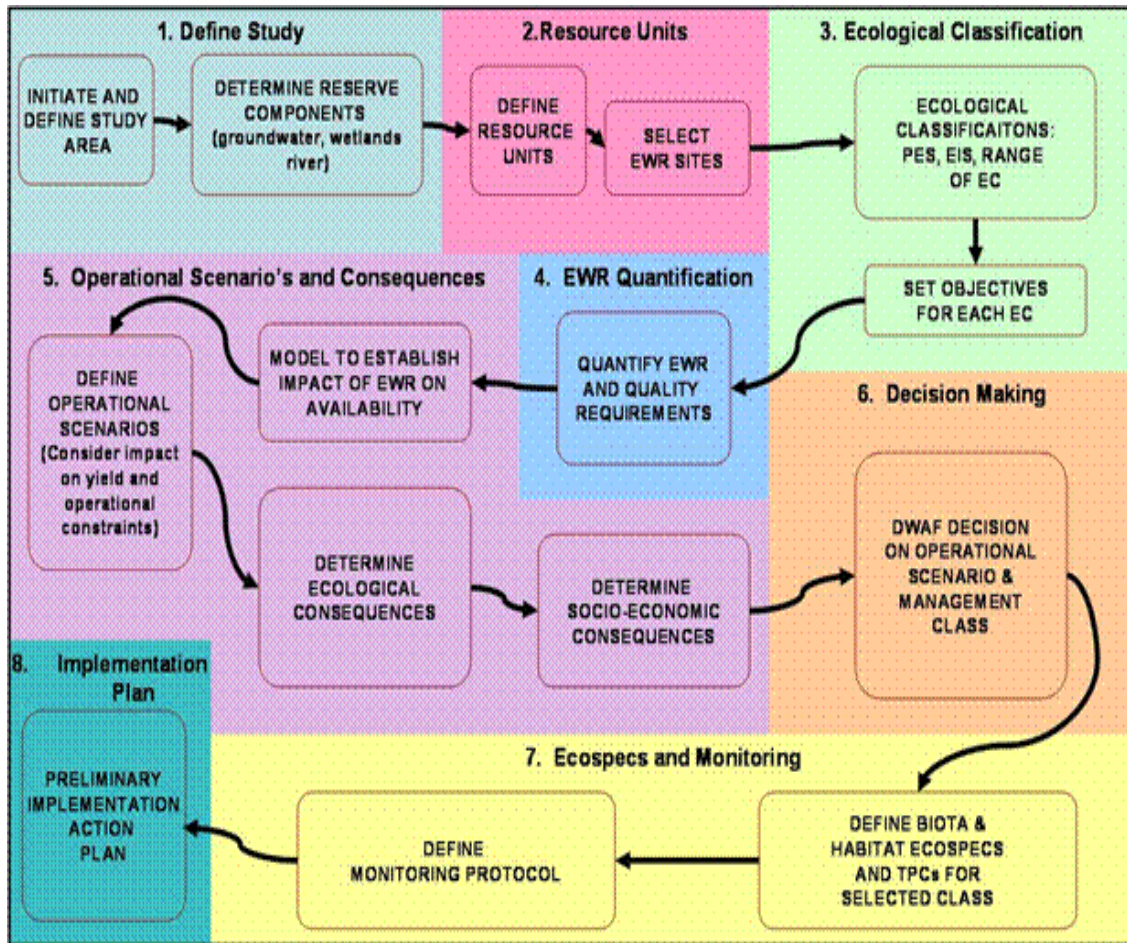 1. Define Study
INITIATE AND
DEFINE STUDY
AREA
DETERMINE RESERVE
COMPONENTS
(groundwater, wetlands
river)
2.Resource Units
DEFINE
RESOURCE
UNITS
SELECT
EWR SITES
3. Ecological Classification
ECOLOGICAL
CLASSIFICAITONS:
PES, EIS, RANGE
OF EC
SET OBJECTIVES
FOR EACH EC
4. EWR Quantification
QUANTIFY EWR
AND QUALITY
REQUIREMENTS
5. Operational Scenario's and Consequences
MODEL TO ESTABLISH
IMPACT OF EWR ON
AVAILABILITY
DEFINE
OPERATIONAL
SCENARIOS
(Consider impact
on yield and
operational
constraints)
DETERMINE
ECOLOGICAL
CONSEQUENCES
DETERMINE
SOCIO-ECONOMIC
CONSEQUENCES
6. Decision Making
DWAF DECISION
ON OPERATIONAL
SCENARIO &
MANAGEMENT
CLASS
7. Ecospecs and Monitoring
DEFINE BIOTA &
HABITAT ECOSPECS
AND TPCs FOR
SELECTED CLASS
DEFINE
MONITORING PROTOCOL
8. Implementation
Plan
PRELIMINARY
IMPLEMENTATION
ACTION
PLAN